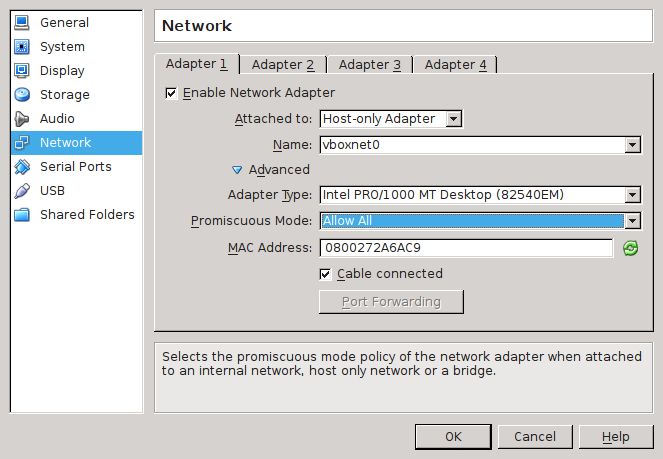 General
System
Display
Storage
Audio
Network
Serial Ports
USB
Shared Folders
Network
Adapter 1 Adapter 2 Adapter 3 Adapter 4
Enable Network Adapter
Attached to: Host-only Adapter
Name: vboxnet0
Advanced
Adapter Type: Intel PRO/1000 MT Desktop (82540EM)
Promiscuous Mode: Allow All
MAC Address: 0800272A6AC9
Cable connected
Port Forwarding
Selects the promiscuous mode policy of the network adapter when attached
to an internal network, host only network or a bridge.
OK Cancel Help